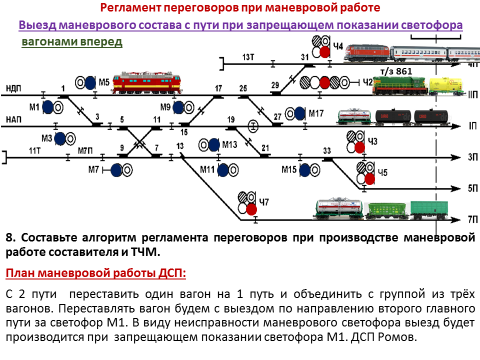 Регламент переговоров при маневровой работе
Выезд маневрового состава с пути при запрещающем показании светофора
вагонами вперед
Ч4
31
13Т
4П
т/з 861
М5
29
Ч2
НДП
1
17
25
IIП
М1
М9
М17
НАП
3
5
11
15
19
IП
М3
М13
Ч3
11Т
М7П
9
7
13
21
33
3П
М7
М11
М15
Ч5
5П
Ч7
7П
8. Составьте алгоритм регламента переговоров при производстве маневровой
работе составителя и ТЧМ.
План маневровой работы ДСП:
С 2 пути переставить один вагон на 1 путь и объединить с группой из трёх
вагонов. Переставлять вагон будем с выездом по направлению второго главного
пути за светофор М1. В виду неисправности маневрового светофора выезд будет
производится при запрещающем показании светофора М1. ДСП Ромов.